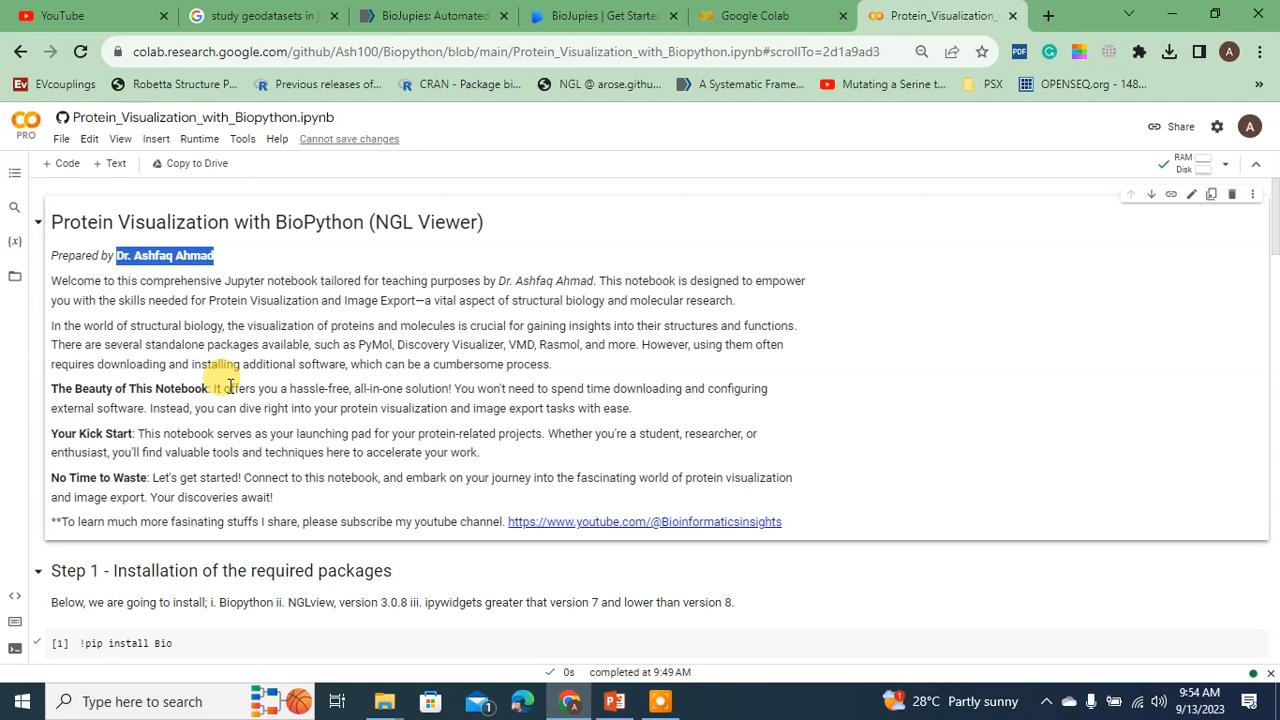 YouTube
study geodatasets in j
BioJupies: Automated
BioJupies | Get Starte
Google Colab
Protein_Visualization_
colab.research.google.com/github/Ash100/Biopython/blob/main/Protein_Visualization_with_Biopython.ipynb#scrollTo=2d1a9ad3
PDF
A
Ev EVcouplings
Robetta Structure P...
Previous releases of...
CRAN - Package bi...
NGL @ arose.githu...
A Systematic Frame...
Mutating a Serine t...
PSX
OPENSEQ.org - 148...
Protein_Visualization_with_Biopython.ipynb
PRO
File Edit View Insert Runtime Tools Help Cannot save changes
Share
A
+ Code + Text Copy to Drive
RAM
Disk
Protein Visualization with BioPython (NGL Viewer)
Prepared by Dr. Ashfaq Ahmad
Welcome to this comprehensive Jupyter notebook tailored for teaching purposes by Dr. Ashfaq Ahmad. This notebook is designed to empower
you with the skills needed for Protein Visualization and Image Export—a vital aspect of structural biology and molecular research.
In the world of structural biology, the visualization of proteins and molecules is crucial for gaining insights into their structures and functions.
There are several standalone packages available, such as PyMol, Discovery Visualizer, VMD, Rasmol, and more. However, using them often
requires downloading and installing additional software, which can be a cumbersome process.
The Beauty of This Notebook: It offers you a hassle-free, all-in-one solution! You won't need to spend time downloading and configuring
external software. Instead, you can dive right into your protein visualization and image export tasks with ease.
Your Kick Start: This notebook serves as your launching pad for your protein-related projects. Whether you're a student, researcher, or
enthusiast, you'll find valuable tools and techniques here to accelerate your work.
No Time to Waste: Let's get started! Connect to this notebook, and embark on your journey into the fascinating world of protein visualization
and image export. Your discoveries await!
**To learn much more fasinating stuffs I share, please subscribe my youtube channel. https://www.youtube.com/@Bioinformaticsinsights
Step 1 - Installation of the required packages
Below, we are going to install; i. Biopython ii. NGLview, version 3.0.8 iii. ipywidgets greater that version 7 and lower than version 8.
[1] !pip install Bio
0s completed at 9:49 AM
Type here to search
1
28°C Partly sunny
9:54 AM
9/13/2023